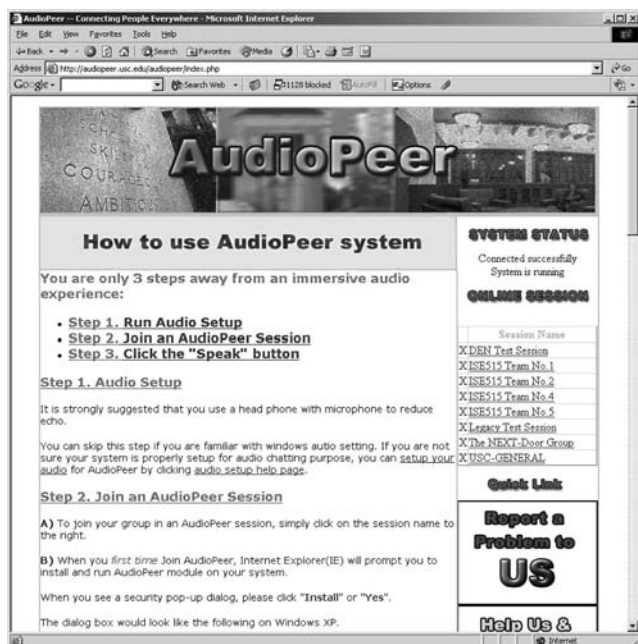 AudioPeer -- Connecting People Everywhere - Microsoft Internet Explorer
File Edit View Favorites Tools Help
Back Search Favorites Media
Address http://audiopeer.usc.edu/audiopeer/index.php Go
Google Search Web 1128 blocked AutoFill Options
COURAGE
AMBITIO
AudioPeer
How to use AudioPeer system
You are only 3 steps away from an immersive audio
experience:
• Step 1. Run Audio Setup
• Step 2. Join an AudioPeer Session
• Step 3. Click the "Speak" button
Step 1. Audio Setup
It is strongly suggested that you use a head phone with microphone to reduce
echo.
You can skip this step if you are familiar with windows autio setting. If you are not
sure your system is properly setup for audio chatting purpose, you can setup your
audio for AudioPeer by clicking audio setup help page.
Step 2. Join an AudioPeer Session
A) To join your group in an AudioPeer session, simply click on the session name to
the right.
B) When you first time Join AudioPeer, Internet Explorer(IE) will prompt you to
install and run AudioPeer module on your system.
When you see a security pop-up dialog, please click "Install" or "Yes".
The dialog box would look like the following on Windows XP.
SYSTEM STATUS
Connected successfully
System is running
ONLINE SESSION
Session Name
X DEN Test Session
X ISE515 Team No.1
X ISE515 Team No.2
X ISE515 Team No.4
X ISE515 Team No.5
X Legacy Test Session
X The NEXT-Door Group
X USC-GENERAL
Quick Link
Report a
Problem to
US
Help Us &
Internet